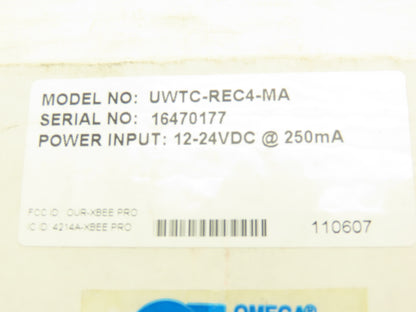 MODEL NO: UWTC-REC4-MA
SERIAL NO: 16470177
POWER INPUT: 12-24VDC @ 250mA
FCC ID: OUR-XBEE PRO
IC ID: 4214A-XBEE PRO
110607
OMEGA®